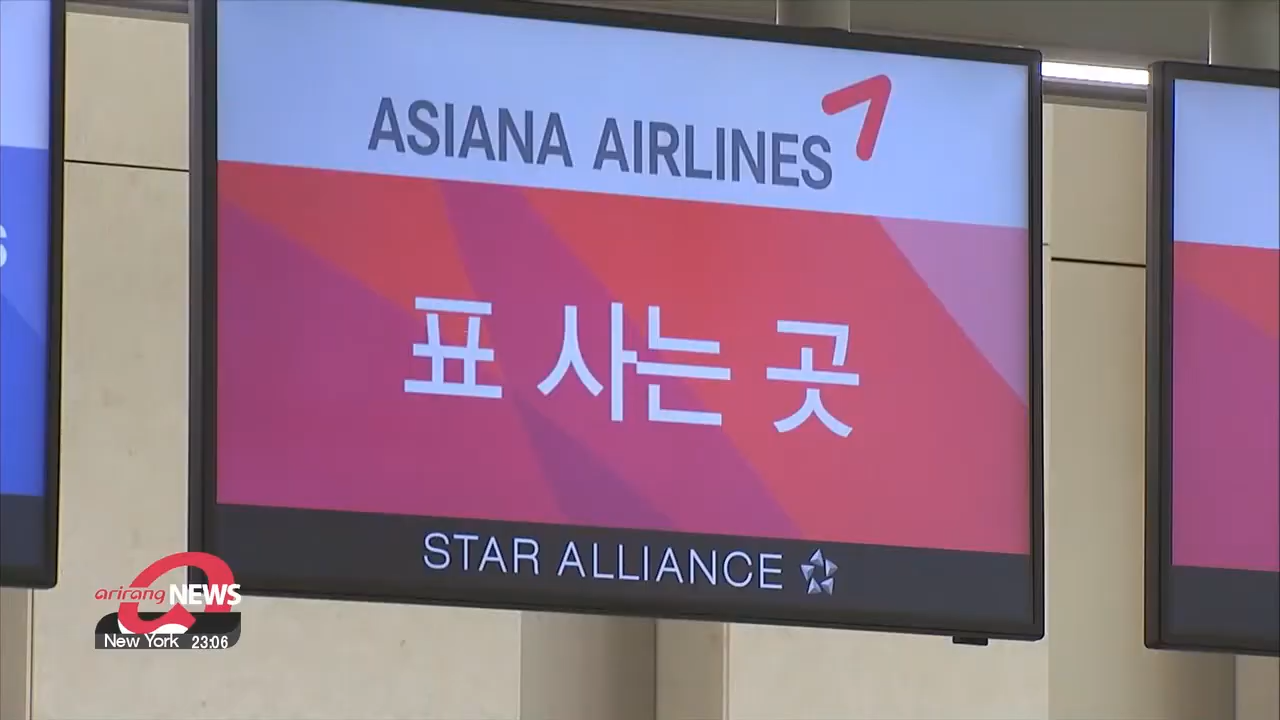 ASIANA AIRLINES
표 사는 곳
STAR ALLIANCE
arirang NEWS
New York 23:06